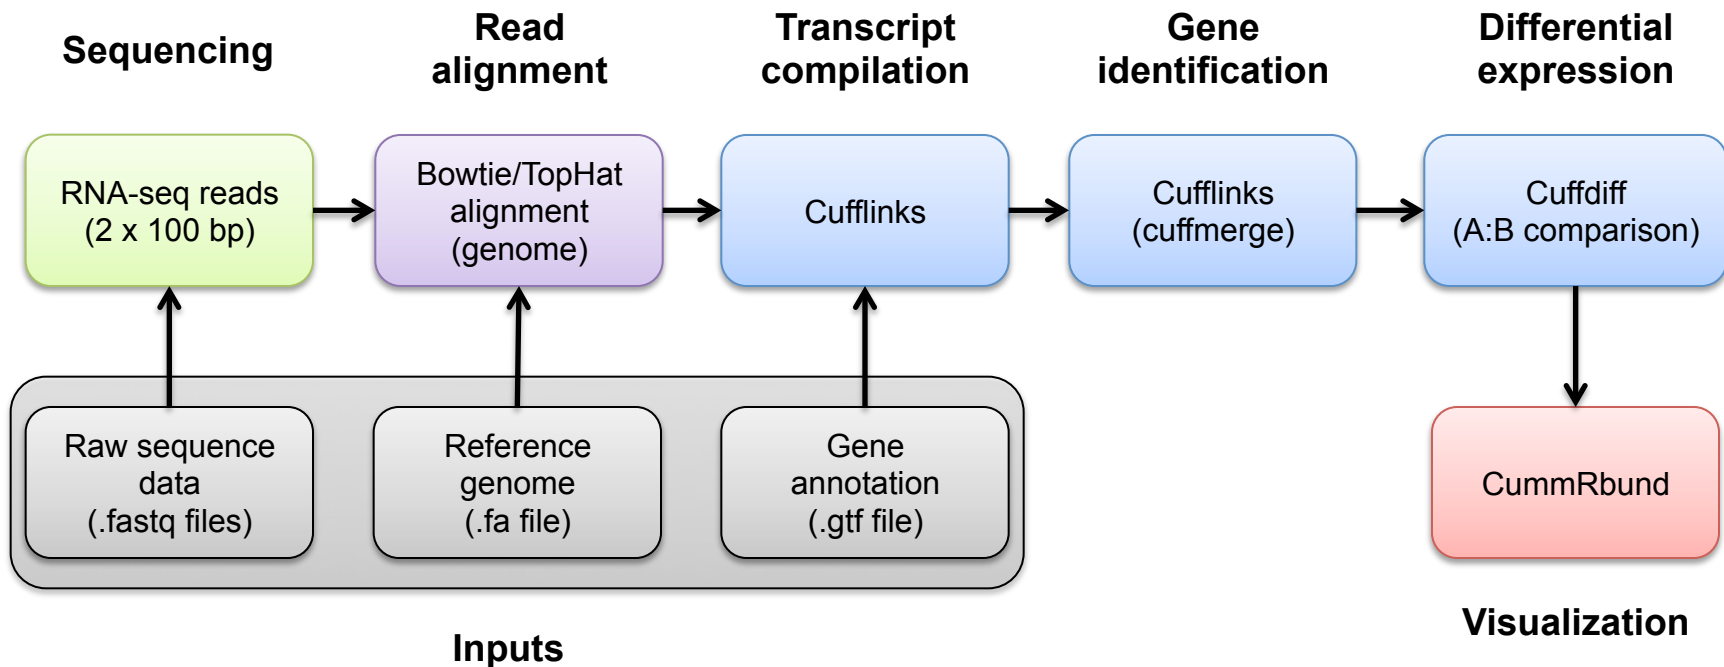 Sequencing
Read
alignment
Transcript
compilation
Gene
identification
Differential
expression
RNA-seq reads
(2 x 100 bp)
Bowtie/TopHat
alignment
(genome)
Cufflinks
Cufflinks
(cuffmerge)
Cuffdiff
(A:B comparison)
Raw sequence
data
(.fastq files)
Reference
genome
(.fa file)
Gene
annotation
(.gtf file)
CummRbund
Inputs
Visualization